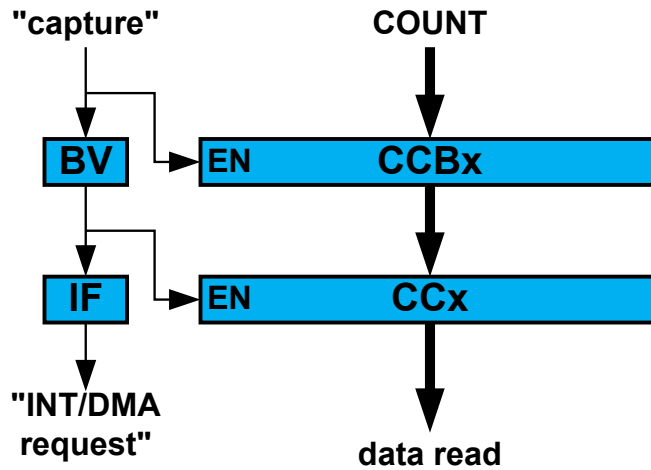 "capture"
COUNT
BV
EN
CCBx
IF
EN
CCx
"INT/DMA
request"
data read